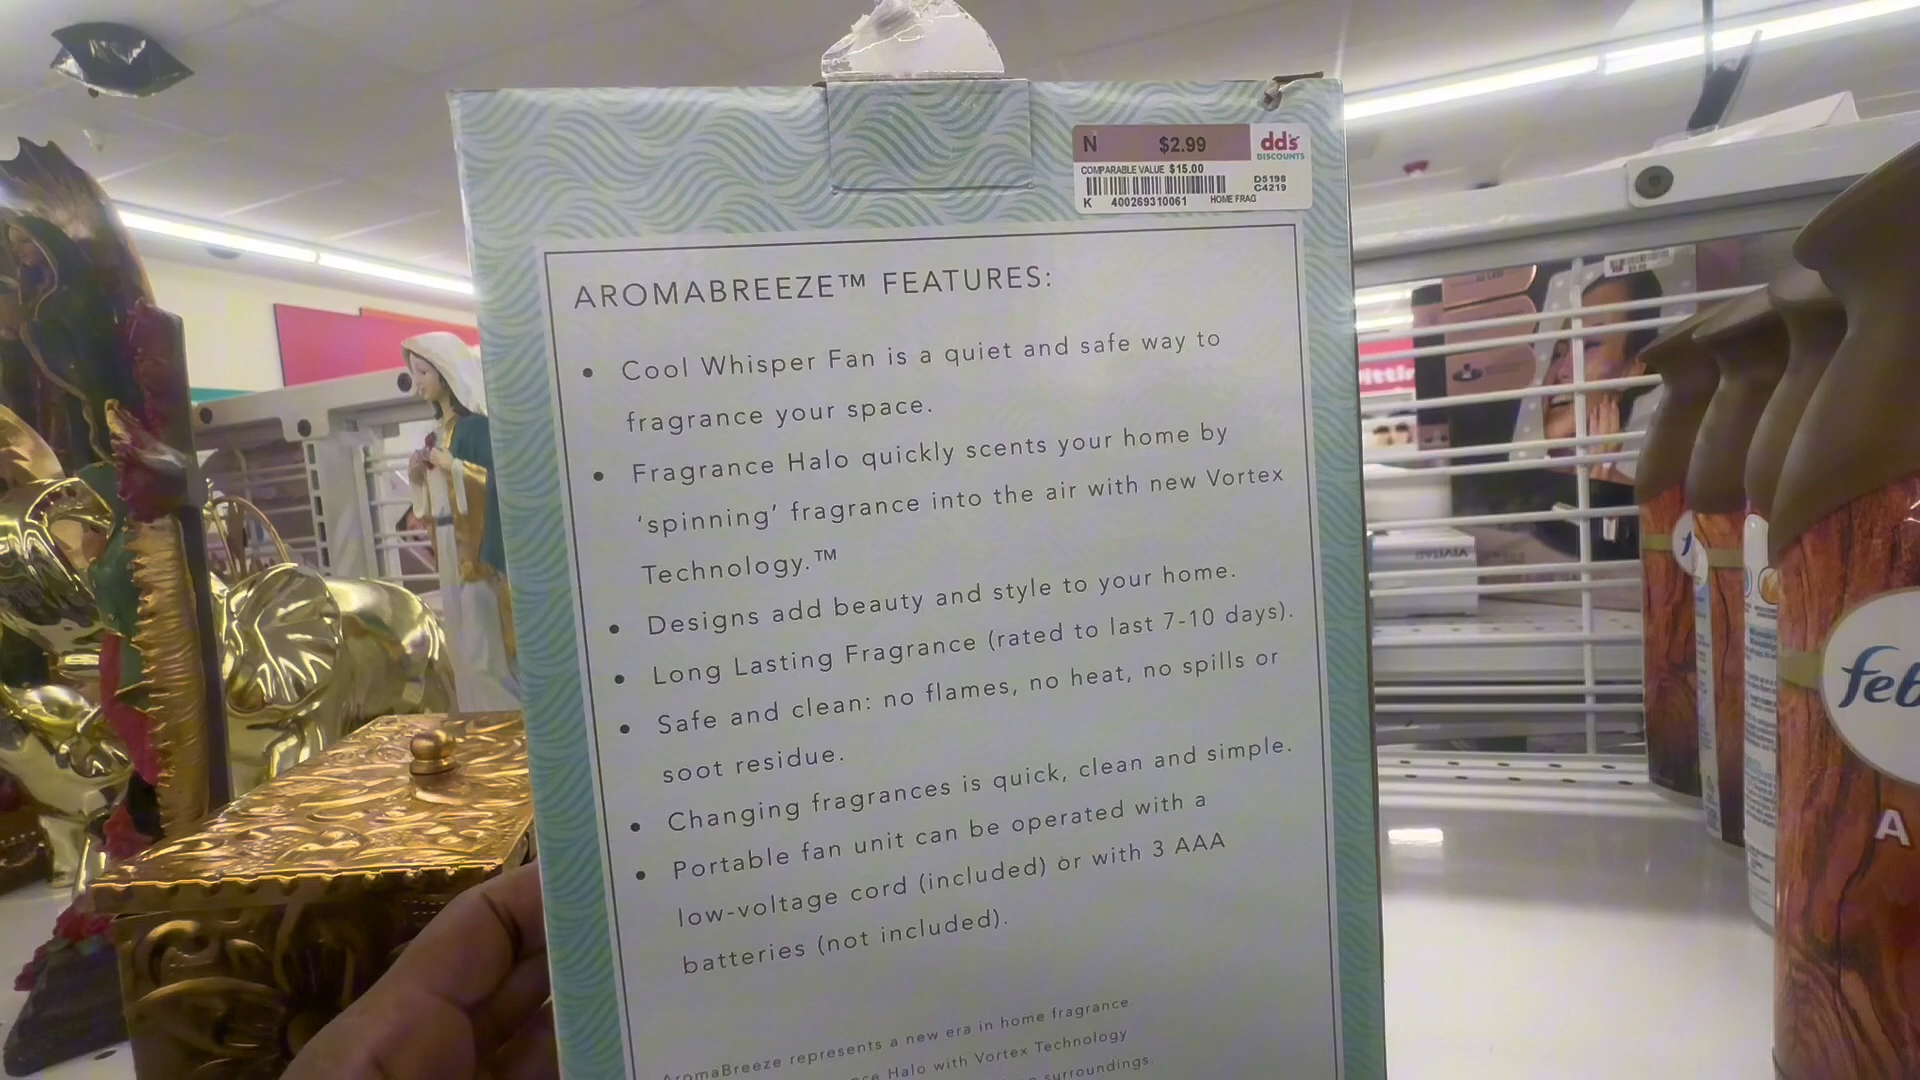 N $2.99 dd's
DISCOUNTS
COMPARABLE VALUE $15.00
D5198
C4219
K 400269310061 HOME FRAG
AROMABREEZE™ FEATURES:
• Cool Whisper Fan is a quiet and safe way to
fragrance your space.
• Fragrance Halo quickly scents your home by
'spinning' fragrance into the air with new Vortex
Technology.™
• Designs add beauty and style to your home.
• Long Lasting Fragrance (rated to last 7-10 days).
• Safe and clean: no flames, no heat, no spills or
soot residue.
• Changing fragrances is quick, clean and simple.
• Portable fan unit can be operated with a
low-voltage cord (included) or with 3 AAA
batteries (not included).
AromaBreeze represents a new era in home fragrance.
Halo with Vortex Technology
surroundings.
feb
A